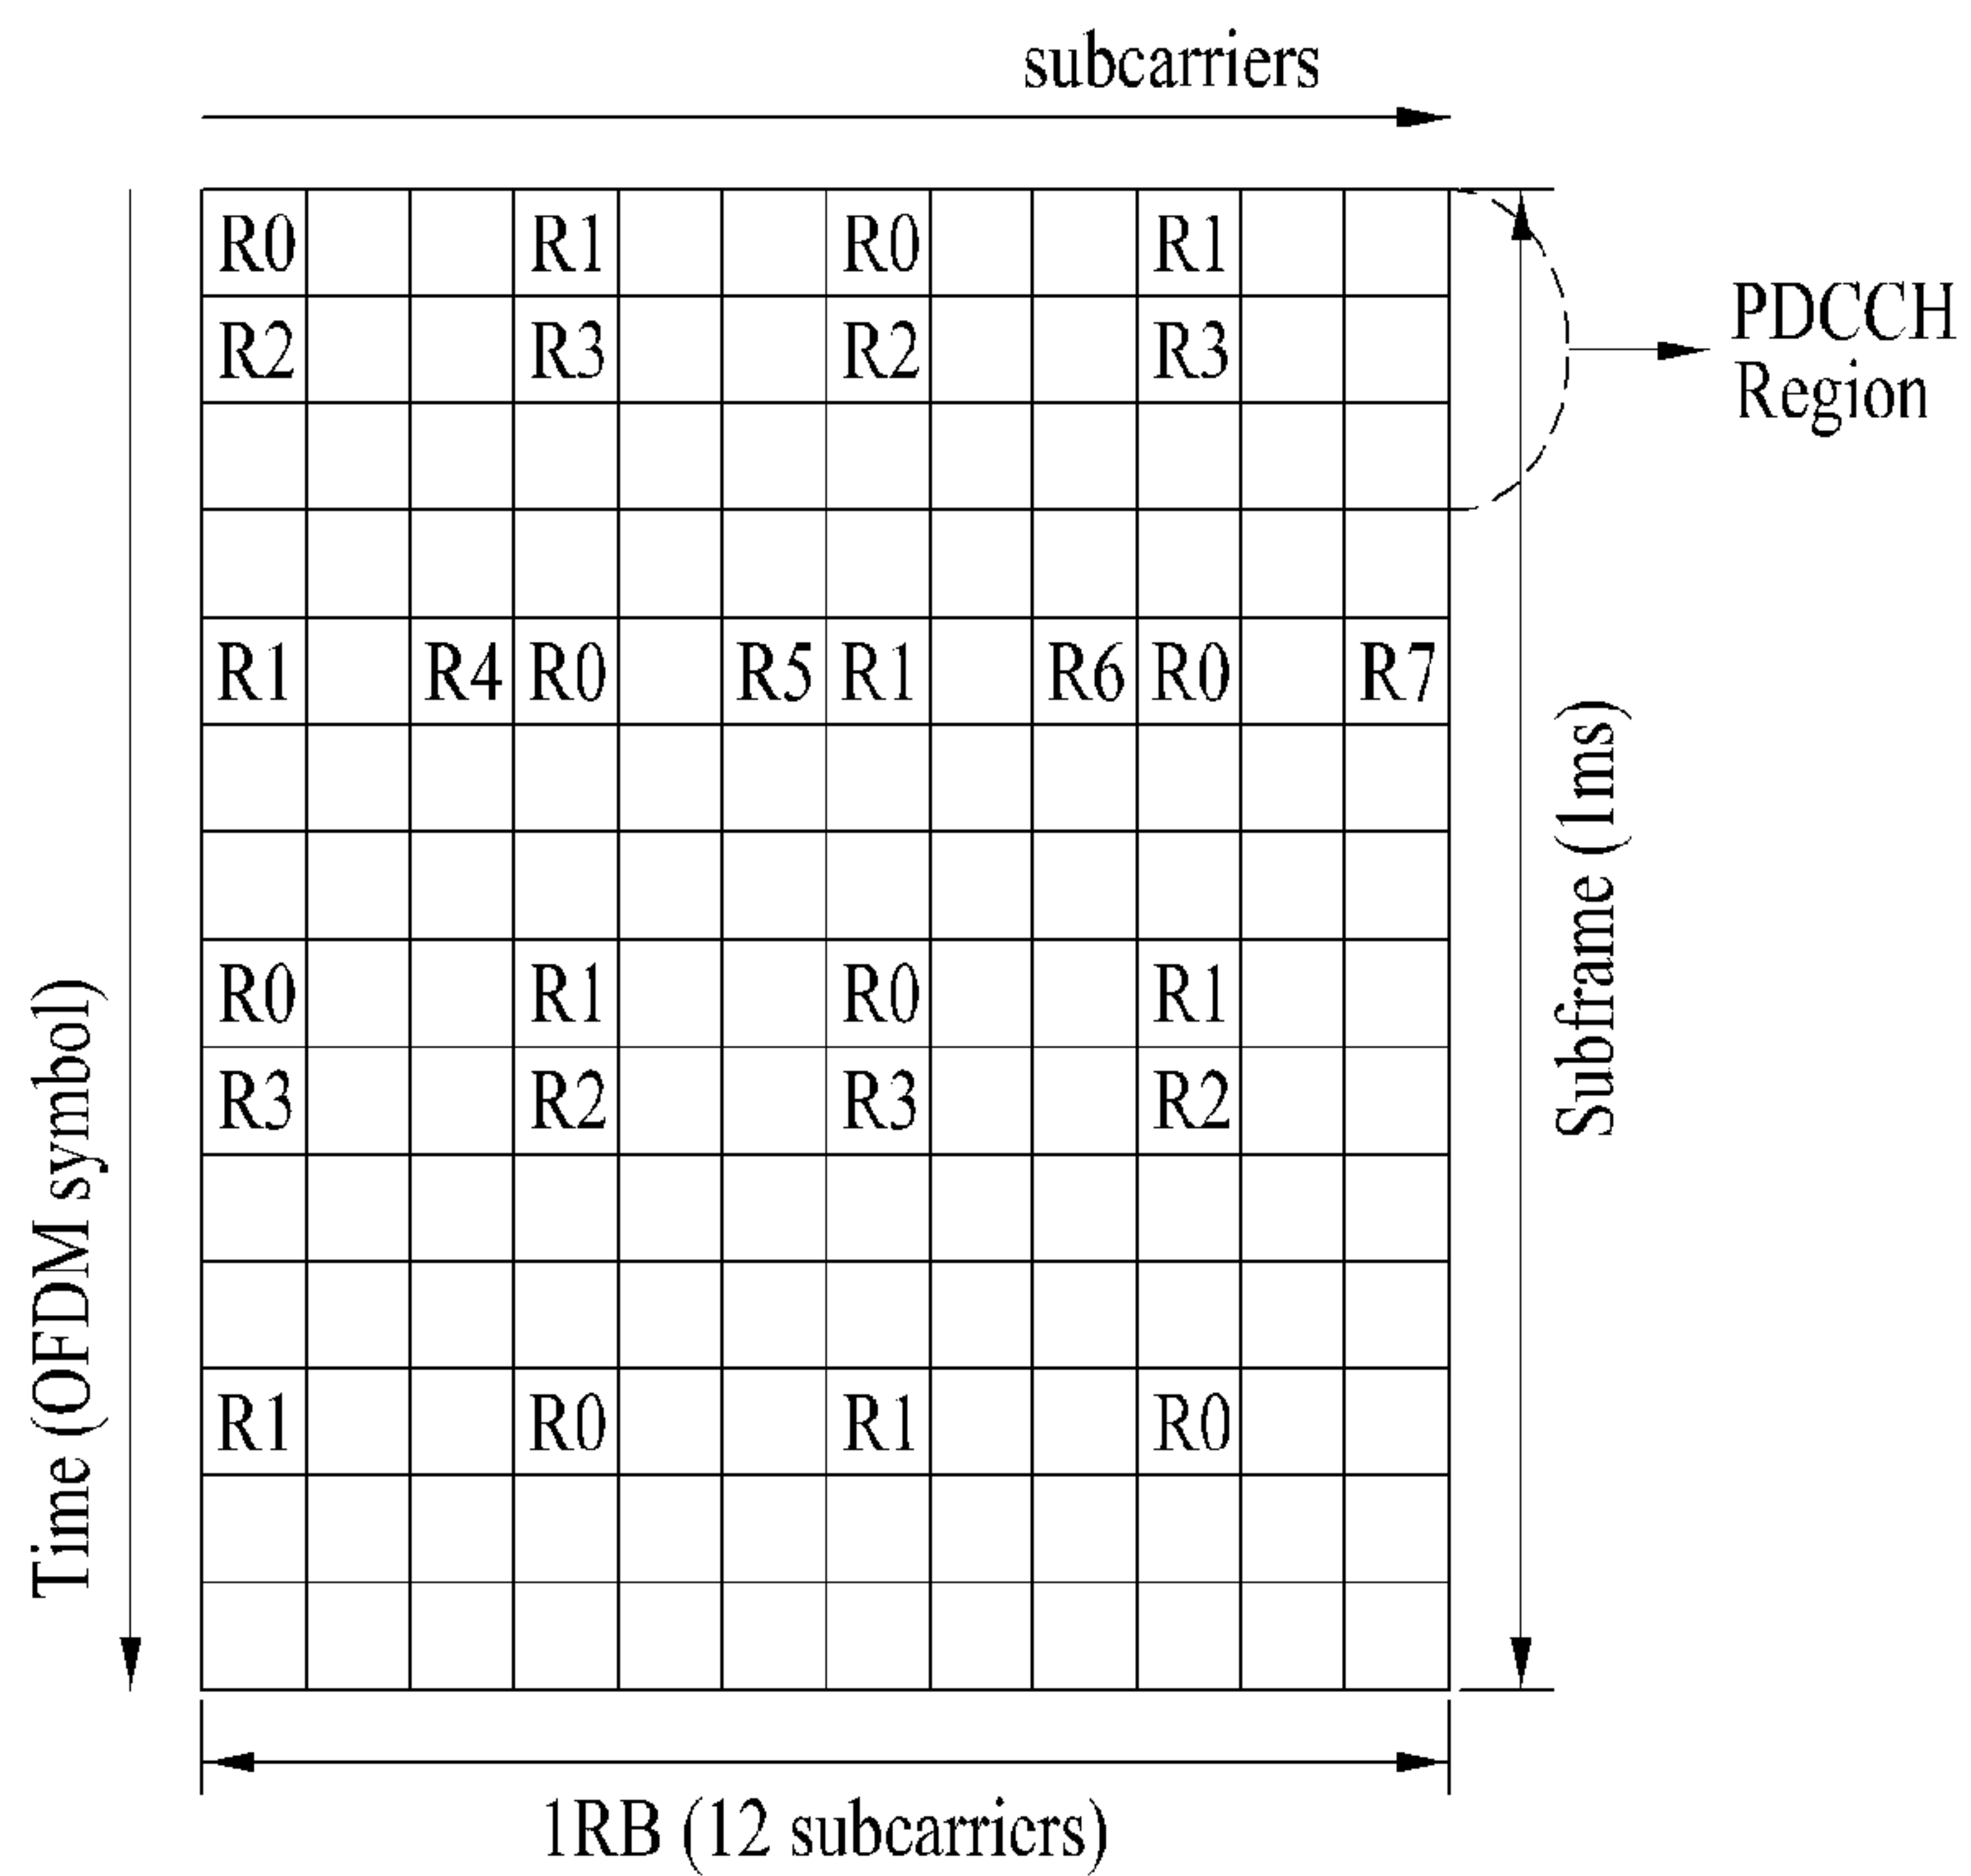 subcarriers
R0 R1 R0 R1
R2 R3 R2 R3
PDCCH
Region
R1 R4 R0 R5 R1 R6 R0 R7
Subframe (1ms)
R0 R1 R0 R1
R3 R2 R3 R2
Time (OFDM symbol)
R1 R0 R1 R0
1RB (12 subcarricrs)